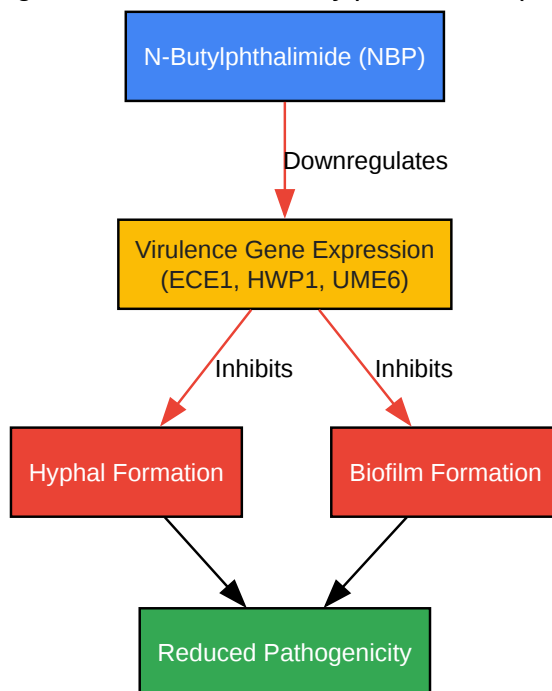 N-Butylphthalimide (NBP)
Downregulates
Virulence Gene Expression
(ECE1, HWP1, UME6)
Inhibits
Inhibits
Hyphal Formation
Biofilm Formation
Reduced Pathogenicity